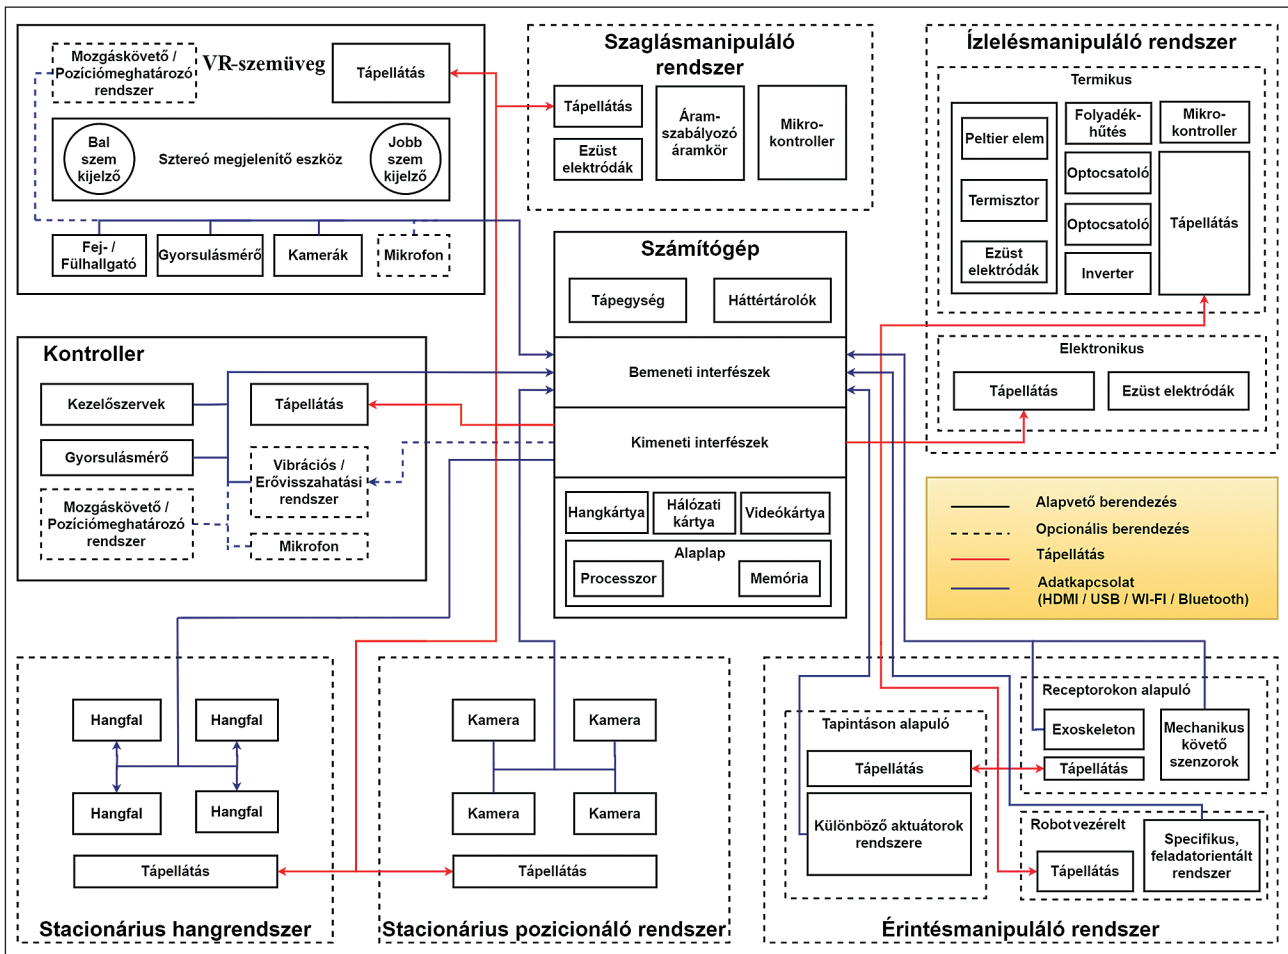 Mozgáskövető /
Pozíciómeghatározó
rendszer
VR-szemüveg
Tápellátás
Bal
szem
kijelző
Sztereó megjelenítő eszköz
Jobb
szem
kijelző
Fej- /
Fülhallgató
Gyorsulásmérő
Kamerák
Mikrofon
Szaglásmanipuláló
rendszer
Tápellátás
Ezüst
elektródák
Áram-
szabályozó
áramkör
Mikro-
kontroller
Ízlelésmanipuláló rendszer
Termikus
Peltier elem
Termisztor
Ezüst
elektródák
Folyadék-
hűtés
Optocsatoló
Optocsatoló
Inverter
Mikro-
kontroller
Tápellátás
Elektronikus
Tápellátás
Ezüst elektródák
Számítógép
Tápegység
Háttértárolók
Bemeneti interfészek
Kimeneti interfészek
Hangkártya
Hálózati
kártya
Videókártya
Alaplap
Processzor
Memória
Kontroller
Kezelőszervek
Tápellátás
Gyorsulásmérő
Vibrációs /
Erővisszahatási
rendszer
Mozgáskövető /
Pozíciómeghatározó
rendszer
Mikrofon
Alapvető berendezés
Opcionális berendezés
Tápellátás
Adatkapcsolat
(HDMI / USB / WI-FI / Bluetooth)
Hangfal
Hangfal
Hangfal
Hangfal
Tápellátás
Stacionárius hangrendszer
Kamera
Kamera
Kamera
Kamera
Tápellátás
Stacionárius pozicionáló rendszer
Tapintáson alapuló
Tápellátás
Különböző aktuátorok
rendszere
Receptorokon alapuló
Exoskeleton
Tápellátás
Mechanikus
követő
szenzorok
Robotvezérelt
Tápellátás
Specifikus,
feladatorientált
rendszer
Érintésmanipuláló rendszer